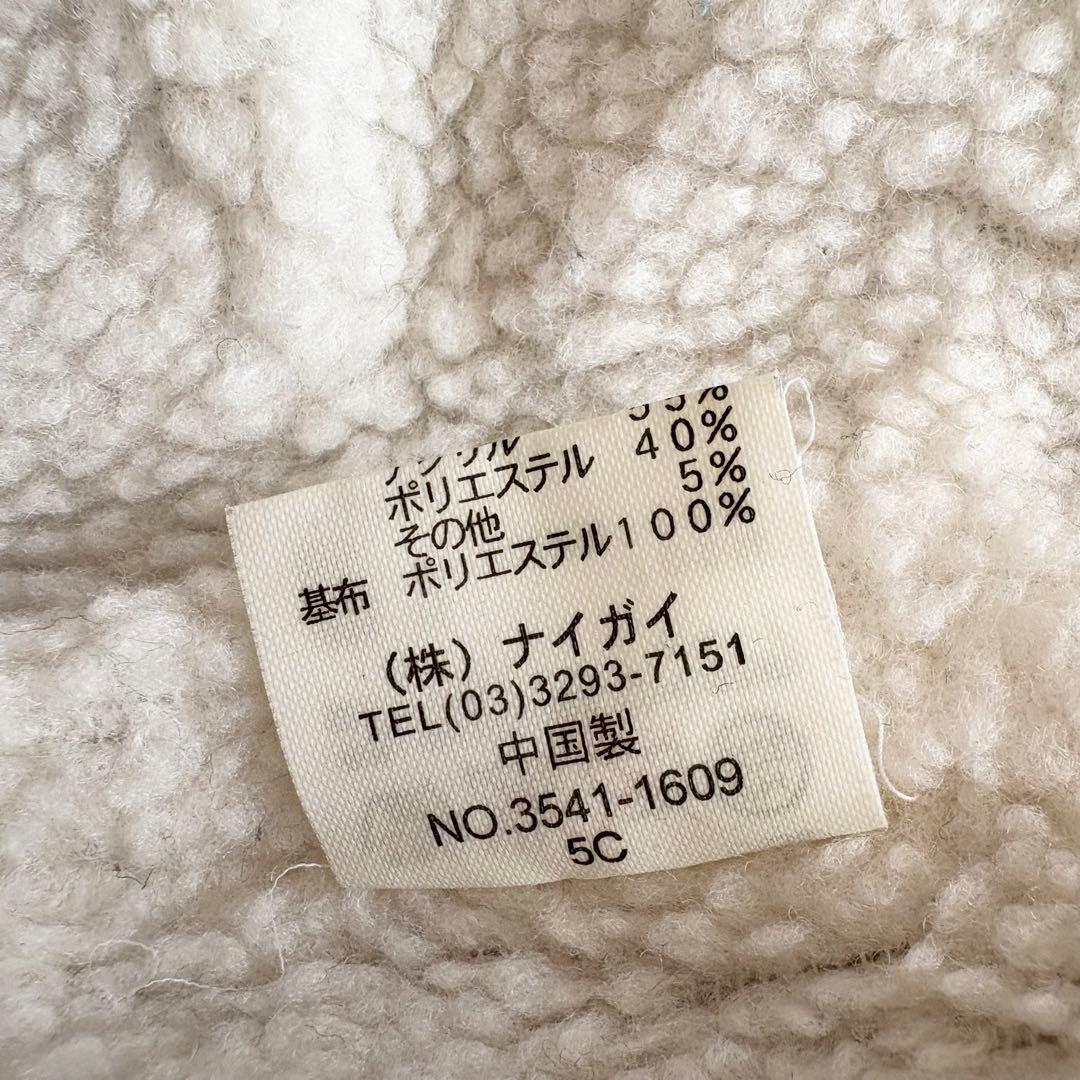 55%
ポリエステル 40%
その他 5%
基布 ポリエステル100%
(株) ナイガイ
TEL(03)3293-7151
中国製
NO.3541-1609
5C